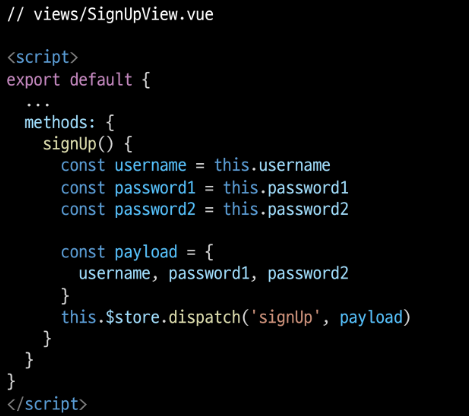 // views/SignUpView.vue

<script>
export default {
  ...
  methods: {
    signUp() {
      const username = this.username
      const password1 = this.password1
      const password2 = this.password2

      const payload = {
        username, password1, password2
      }
      this.$store.dispatch('signUp', payload)
    }
  }
}
</script>